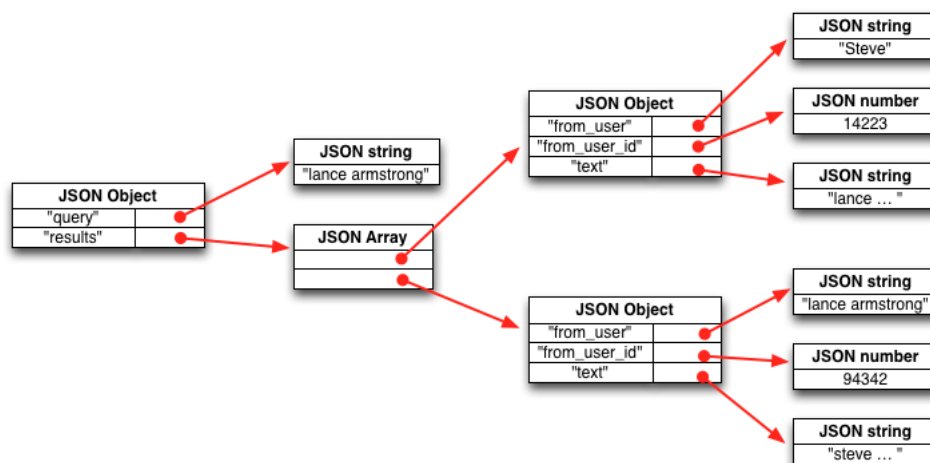 JSON Object
"query"
"results"
JSON string
"lance armstrong"
JSON Array
JSON Object
"from_user"
"from_user_id"
"text"
JSON string
"Steve"
JSON number
14223
JSON string
"lance ... "
JSON Object
"from_user"
"from_user_id"
"text"
JSON string
"lance armstrong"
JSON number
94342
JSON string
"steve ... "